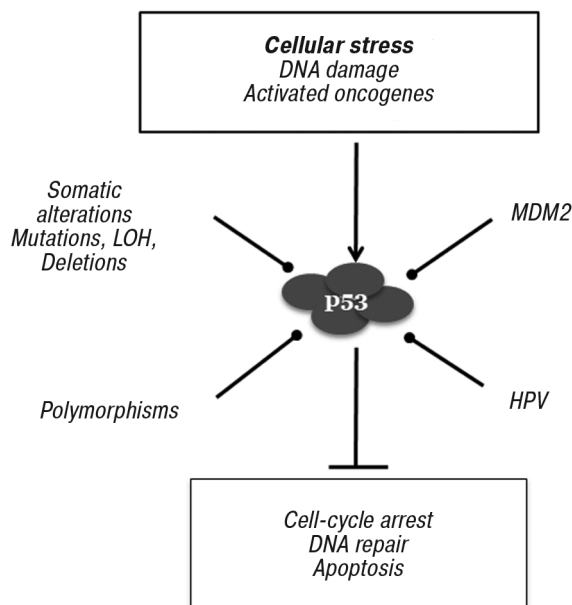 Cellular stress
DNA damage
Activated oncogenes
Somatic
alterations
Mutations, LOH,
Deletions
MDM2
p53
Polymorphisms
HPV
Cell-cycle arrest
DNA repair
Apoptosis